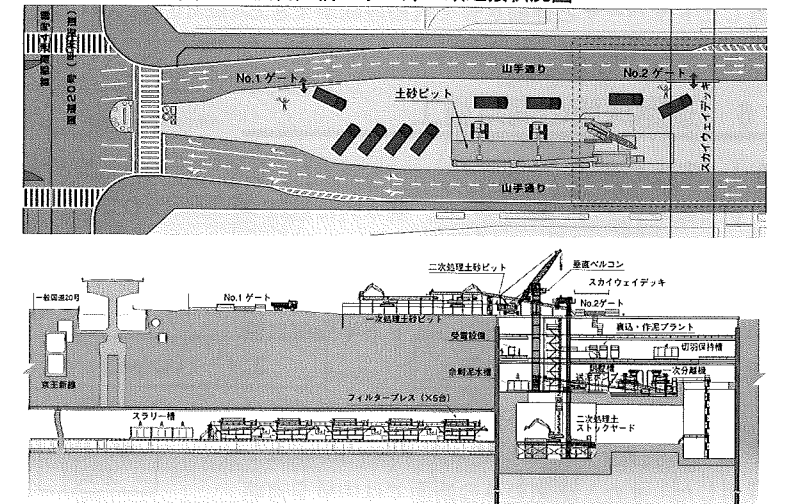 No.1 ゲート
山手通り
No.2 ゲート
土砂ピット
スカイウェイデッキ
山手通り
二次処理土砂ピット
垂直ベルコン
スカイウェイデッキ
一般国道20号
No.1 ゲート
No.2ゲート
一次処理土砂ピット
裏込・作泥プラント
受電設備
切羽保持槽
余剰泥水槽
調整槽
一次分離機
京王新線
フィルタープレス（×5台）
スラリー槽
二次処理土
ストックヤード